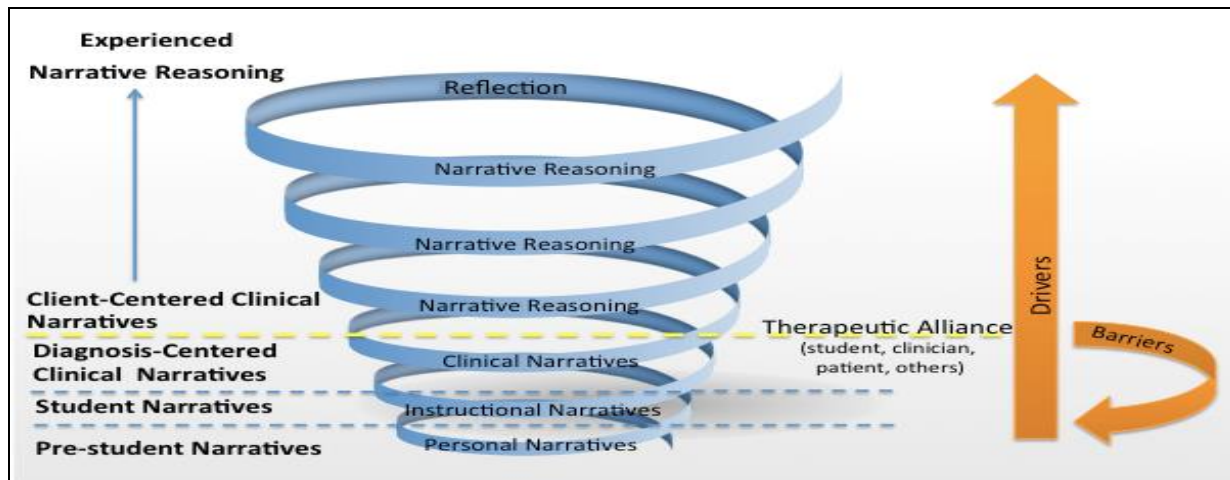 Experienced
Narrative Reasoning
Reflection
Narrative Reasoning
Narrative Reasoning
Narrative Reasoning
Client-Centered Clinical
Narratives
Therapeutic Alliance
(student, clinician,
patient, others)
Drivers
Barriers
Diagnosis-Centered
Clinical Narratives
Clinical Narratives
Student Narratives
Instructional Narratives
Pre-student Narratives
Personal Narratives